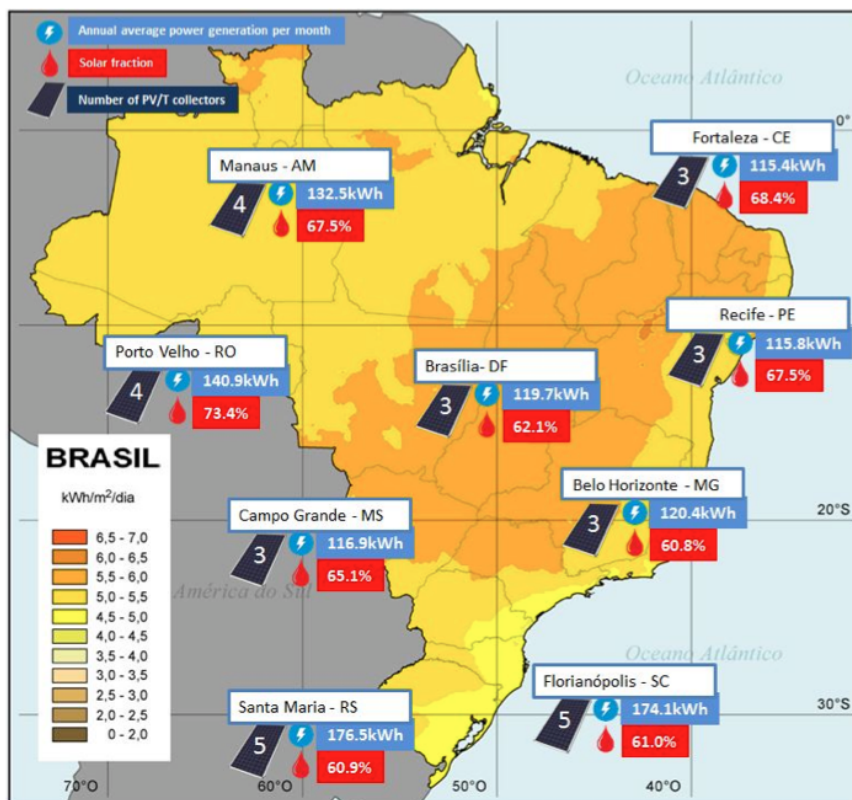 Annual average power generation per month
Solar fraction
Number of PV/T collectors
Oceano Atlântico
0°
Fortaleza - CE
3
115.4kWh
68.4%
Manaus - AM
4
132.5kWh
67.5%
Recife - PE
3
115.8kWh
67.5%
Porto Velho - RO
4
140.9kWh
73.4%
Brasília- DF
3
119.7kWh
62.1%
BRASIL
kWh/m²/dia
6,5 - 7,0
6,0 - 6,5
5,5 - 6,0
5,0 - 5,5
4,5 - 5,0
4,0 - 4,5
3,5 - 4,0
3,0 - 3,5
2,5 - 3,0
2,0 - 2,5
0 - 2,0
Belo Horizonte - MG
3
120.4kWh
60.8%
20°S
Campo Grande - MS
3
116.9kWh
65.1%
América do Sul
Oceano Atlântico
Florianópolis - SC
5
174.1kWh
61.0%
30°S
Santa Maria - RS
5
176.5kWh
60.9%
70°O 60°O 50°O 40°O